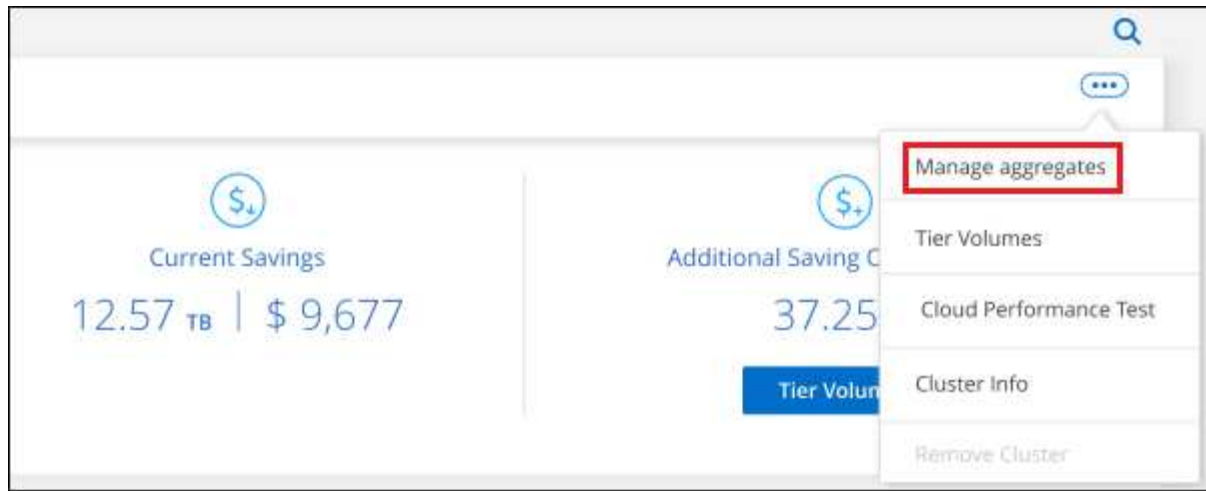 Manage aggregates
Tier Volumes
Cloud Performance Test
Cluster Info
Remove Cluster
Current Savings
12.57 TB | $ 9,677
Additional Saving
37.25
Tier